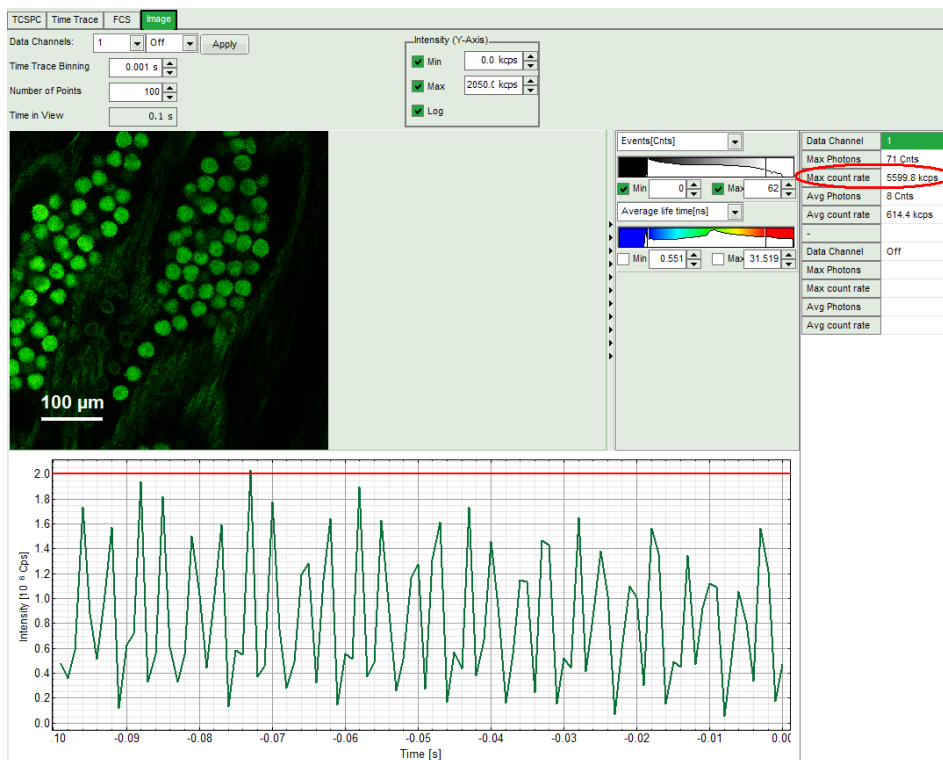 TCSPC Time Trace FCS Image
Data Channels: 1 Off Apply
Time Trace Binning 0.001 s
Number of Points 100
Time in View 0.1 s
Intensity (Y-Axis)
Min 0.0 kcps
Max 2050.( kcps
Log
100 µm
Events[Cnts]
Min 0 Max 62
Average life time[ns]
Min 0.551 Max 31.519
Data Channel 1
Max Photons 71 Cnts
Max count rate 5599.8 kcps
Avg Photons 8 Cnts
Avg count rate 614.4 kcps
-
Data Channel Off
Max Photons
Max count rate
Avg Photons
Avg count rate
Intensity [10 6 Cps]
2.0
1.8
1.6
1.4
1.2
1.0
0.8
0.6
0.4
0.2
0.0
.10 -0.09 -0.08 -0.07 -0.06 -0.05 -0.04 -0.03 -0.02 -0.01 0.00
Time [s]